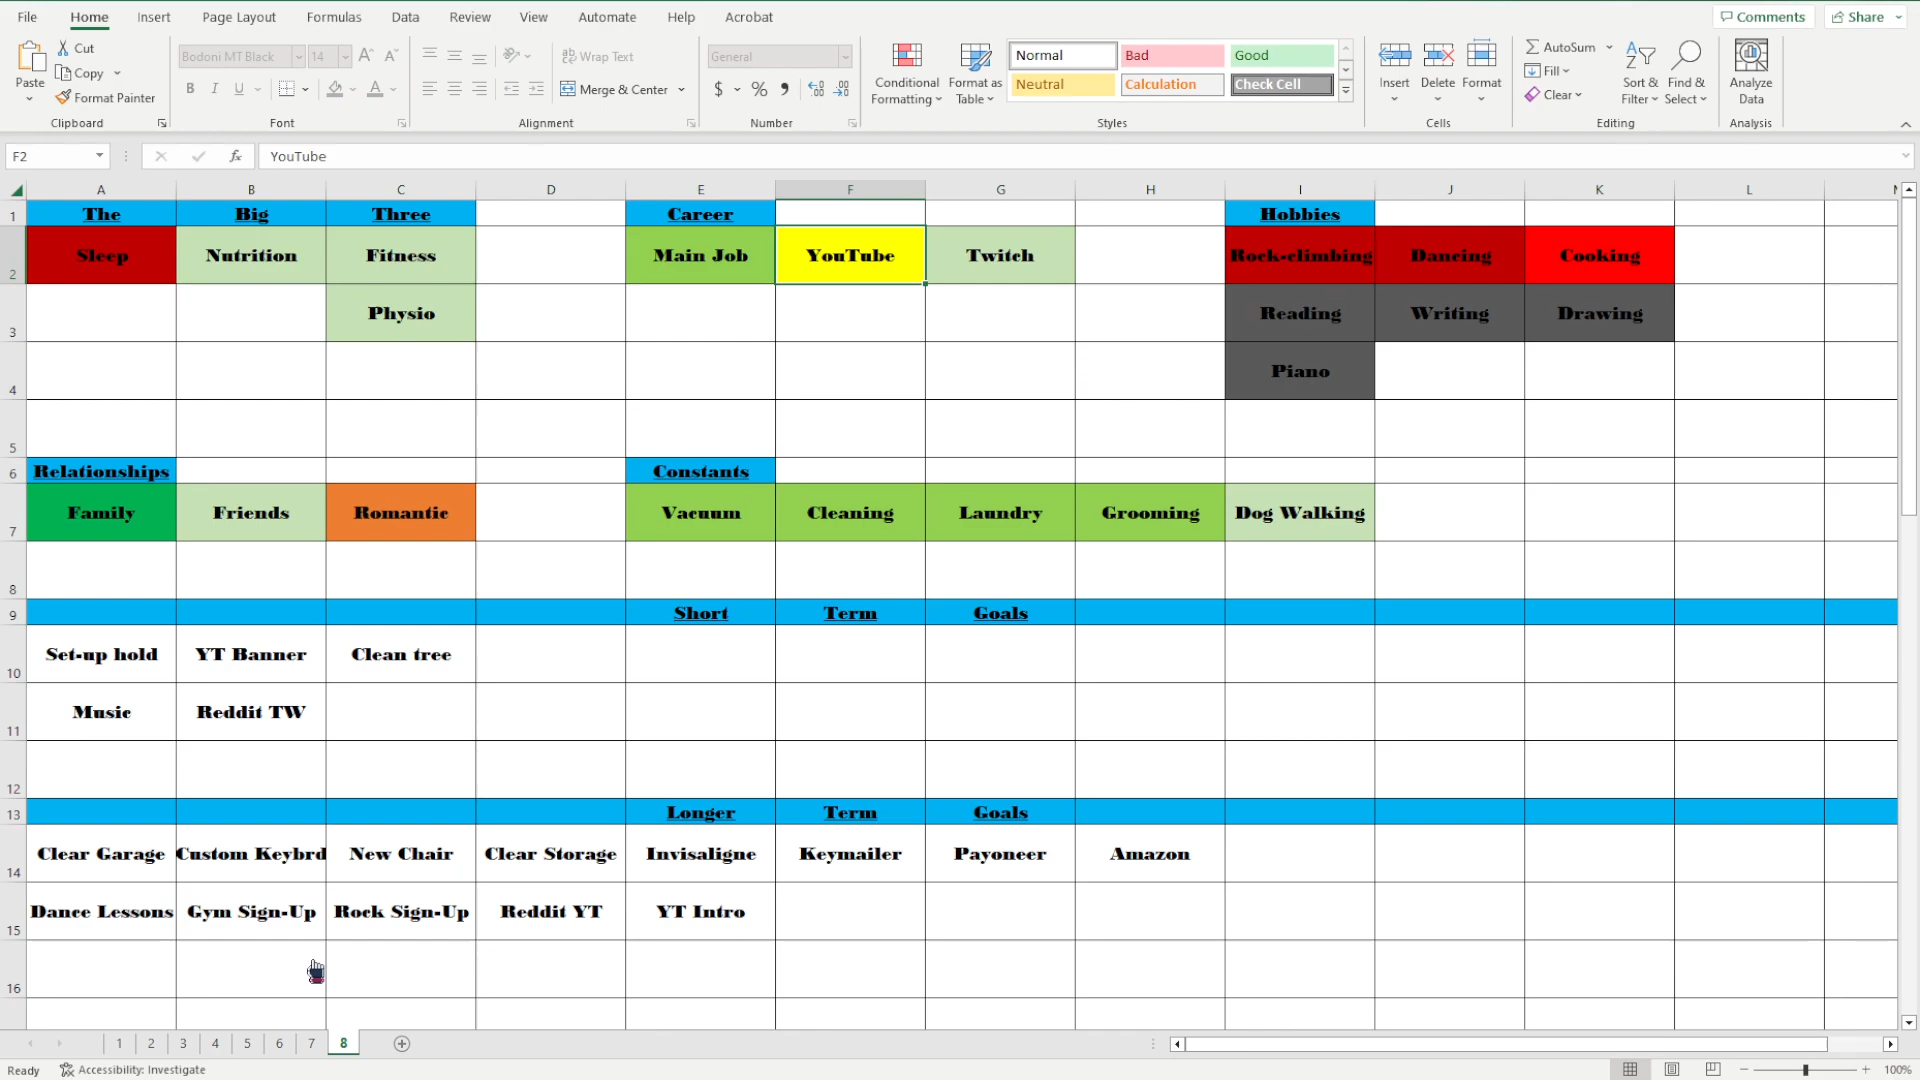 File Home Insert Page Layout Formulas Data Review View Automate Help Acrobat Comments Share
Paste
Cut
Copy
Format Painter
Clipboard
Bodoni MT Black 14
B I U
Font
Wrap Text
Merge & Center
Alignment
General
$ % 9
Number
Conditional Formatting
Format as Table
Normal Bad Good
Neutral Calculation Check Cell
Styles
Insert Delete Format
Cells
AutoSum
Fill
Clear
Sort & Filter
Find & Select
Editing
Analyze Data
Analysis
F2 fx YouTube
A B C D E F G H I J K L
1 The Big Three Career Hobbies
2 Sleep Nutrition Fitness Main Job YouTube Twitch Rock-climbing Dancing Cooking
3 Physio Reading Writing Drawing
4 Piano
5
6 Relationships Constants
7 Family Friends Romantic Vacuum Cleaning Laundry Grooming Dog Walking
8
9 Short Term Goals
10 Set-up hold YT Banner Clean tree
11 Music Reddit TW
12
13 Longer Term Goals
14 Clear Garage Custom Keybrd New Chair Clear Storage Invisaligne Keymailer Payoneer Amazon
15 Dance Lessons Gym Sign-Up Rock Sign-Up Reddit YT YT Intro
16
1 2 3 4 5 6 7 8
Ready Accessibility: Investigate 100%